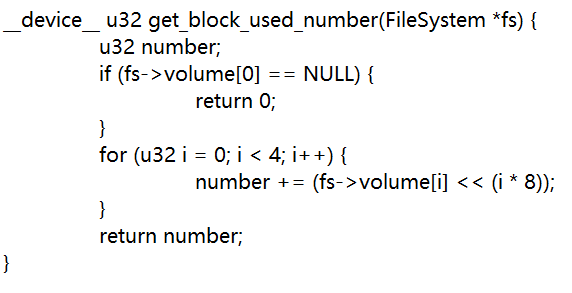 __device__ u32 get_block_used_number(FileSystem *fs) {
u32 number;
if (fs->volume[0] == NULL) {
return 0;
}
for (u32 i = 0; i < 4; i++) {
number += (fs->volume[i] << (i * 8));
}
return number;
}